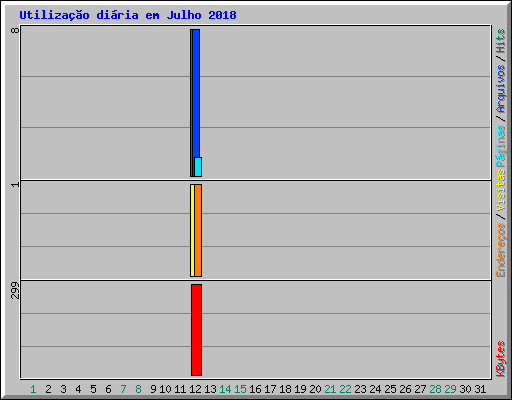 Utilização diária em Julho 2018
8
1
299
Endereços / Visitas Páginas / Arquivos / Hits
KBytes
1 2 3 4 5 6 7 8 9 10 11 12 13 14 15 16 17 18 19 20 21 22 23 24 25 26 27 28 29 30 31